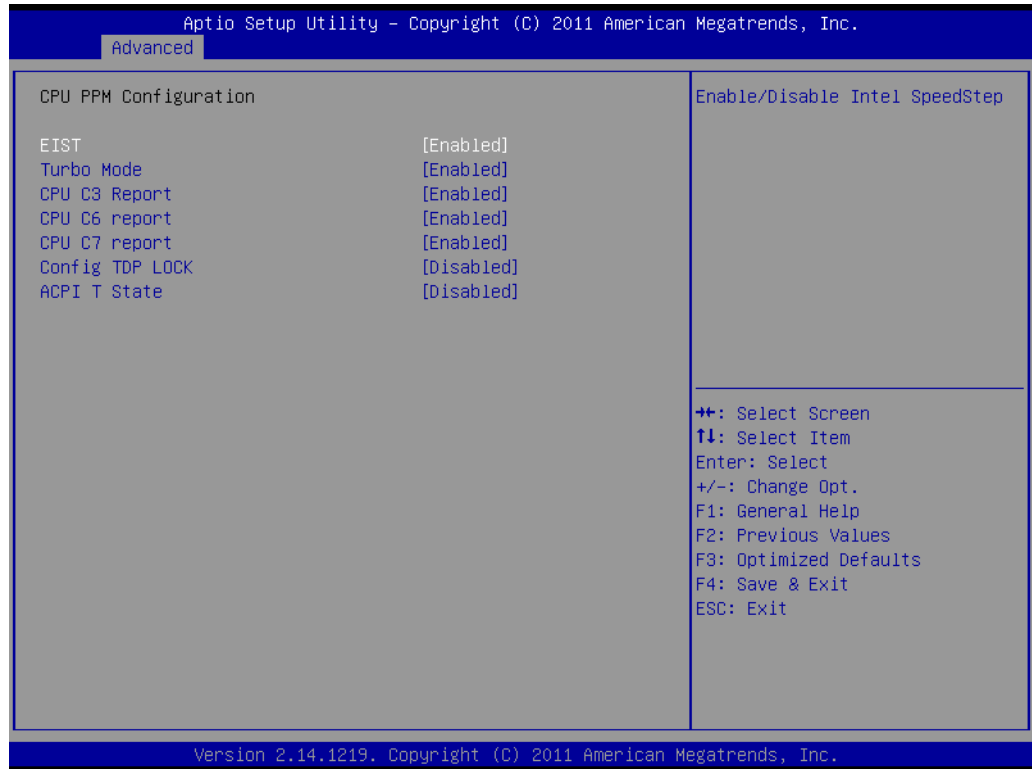 Aptio Setup Utility – Copyright (C) 2011 American Megatrends, Inc.
Advanced
CPU PPM Configuration
EIST [Enabled]
Turbo Mode [Enabled]
CPU C3 Report [Enabled]
CPU C6 report [Enabled]
CPU C7 report [Enabled]
Config TDP LOCK [Disabled]
ACPI T State [Disabled]
Enable/Disable Intel SpeedStep
→←: Select Screen
↑↓: Select Item
Enter: Select
+/-: Change Opt.
F1: General Help
F2: Previous Values
F3: Optimized Defaults
F4: Save & Exit
ESC: Exit
Version 2.14.1219. Copyright (C) 2011 American Megatrends, Inc.